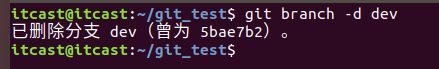 itcast@itcast:~/git_test$ git branch -d dev
已删除分支 dev（曾为 5bae7b2）。
itcast@itcast:~/git_test$